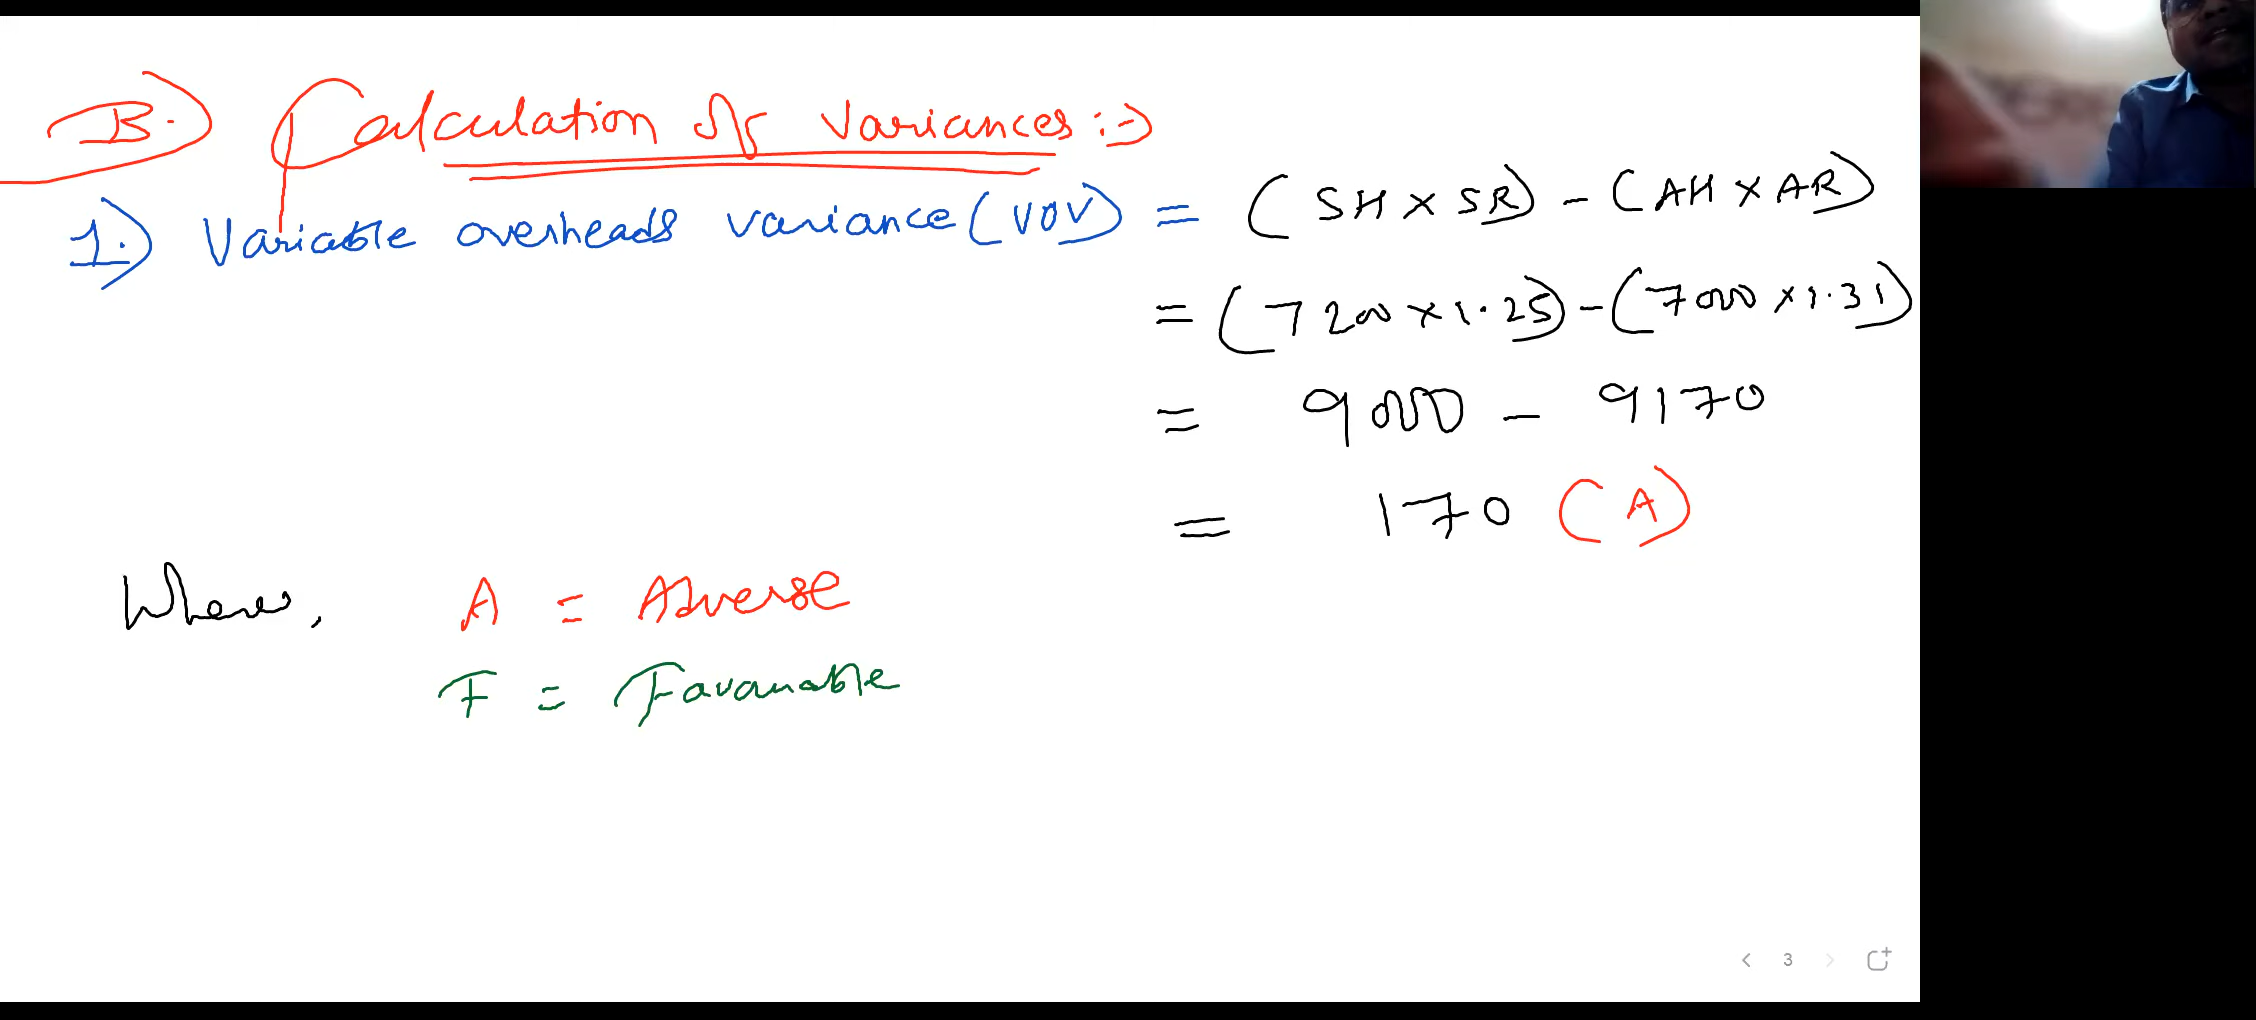 B.) Calculation of variances :→
1.) Variable overheads variance (VOV) = (SH × SR) - (AH × AR)
= (7200 × 1.25) - (7000 × 1.31)
= 9000 - 9170
= 170 (A)
Where, A = Adverse
F = Favourable
3